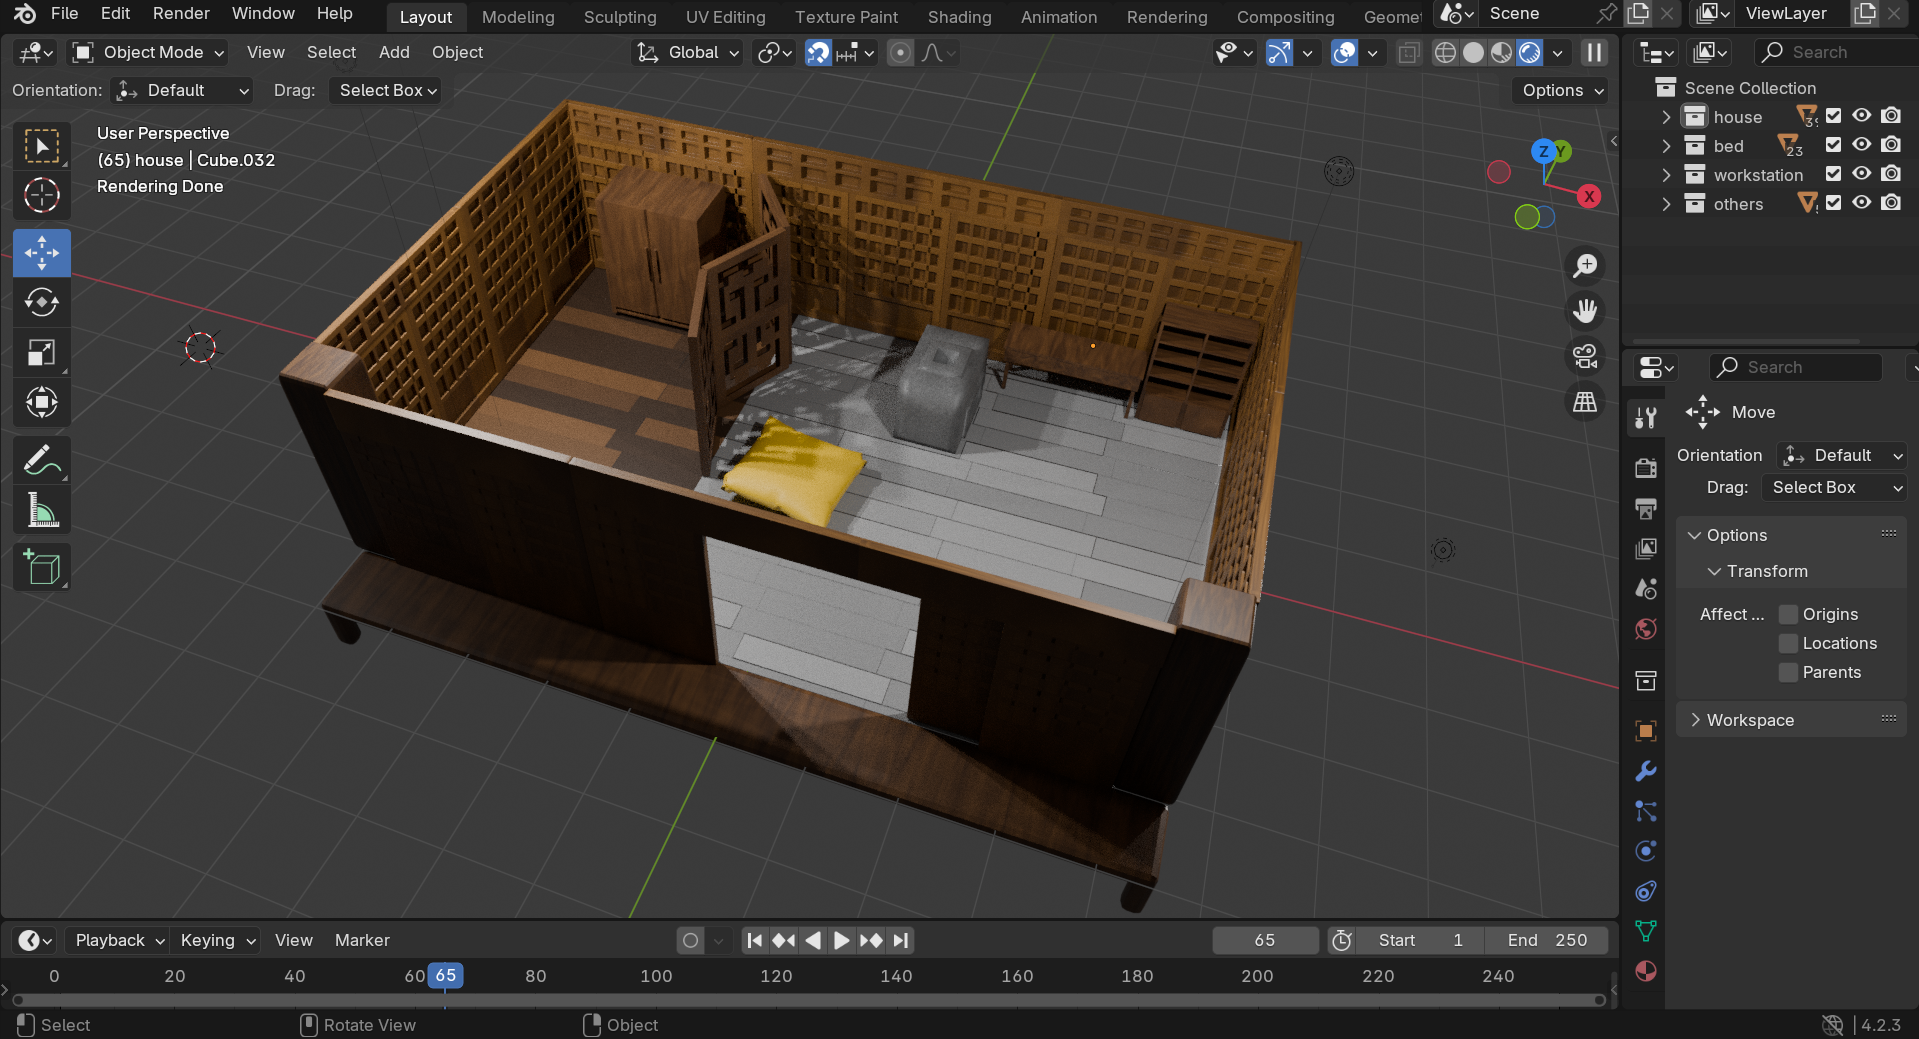 File Edit Render Window Help Layout Modeling Sculpting UV Editing Texture Paint Shading Animation Rendering Compositing Scene ViewLayer
Object Mode View Select Add Object Global Search
Orientation: Default Drag: Select Box Options
Scene Collection
house
bed 23
workstation
others
User Perspective
(65) house | Cube.032
Rendering Done
Z Y
X
Search
Move
Orientation Default
Drag: Select Box
Options
Transform
Affect ... Origins
Locations
Parents
Workspace
Playback Keying View Marker 65 Start 1 End 250
0 20 40 60 65 80 100 120 140 160 180 200 220 240
Select Rotate View Object 4.2.3